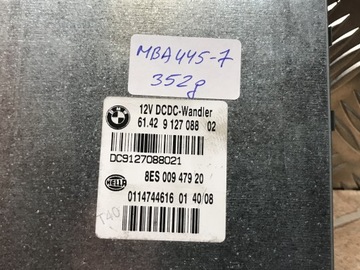 MBA445-7
352g
12V DCDC-Wandler
61.42 9 127 088 02
DC9127088021
8ES 009 479 20
HELLA
0114744616 01 40/08
T40